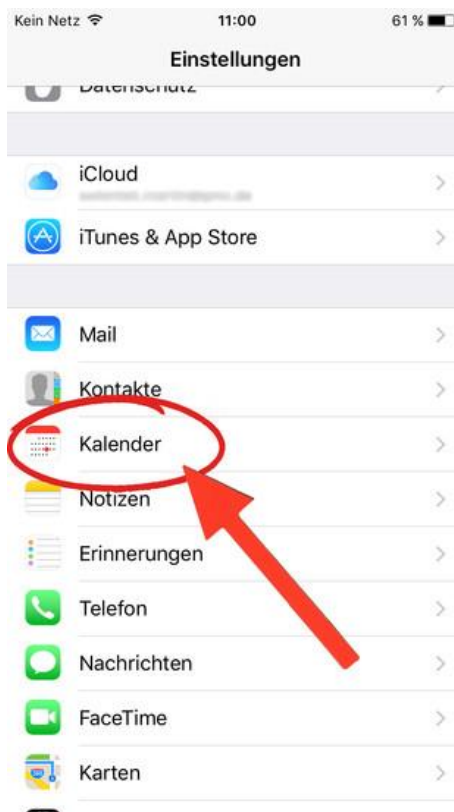 Kein Netz 11:00 61 %
Einstellungen
Datenschutz
iCloud
iTunes & App Store
Mail
Kontakte
Kalender
Notizen
Erinnerungen
Telefon
Nachrichten
FaceTime
Karten